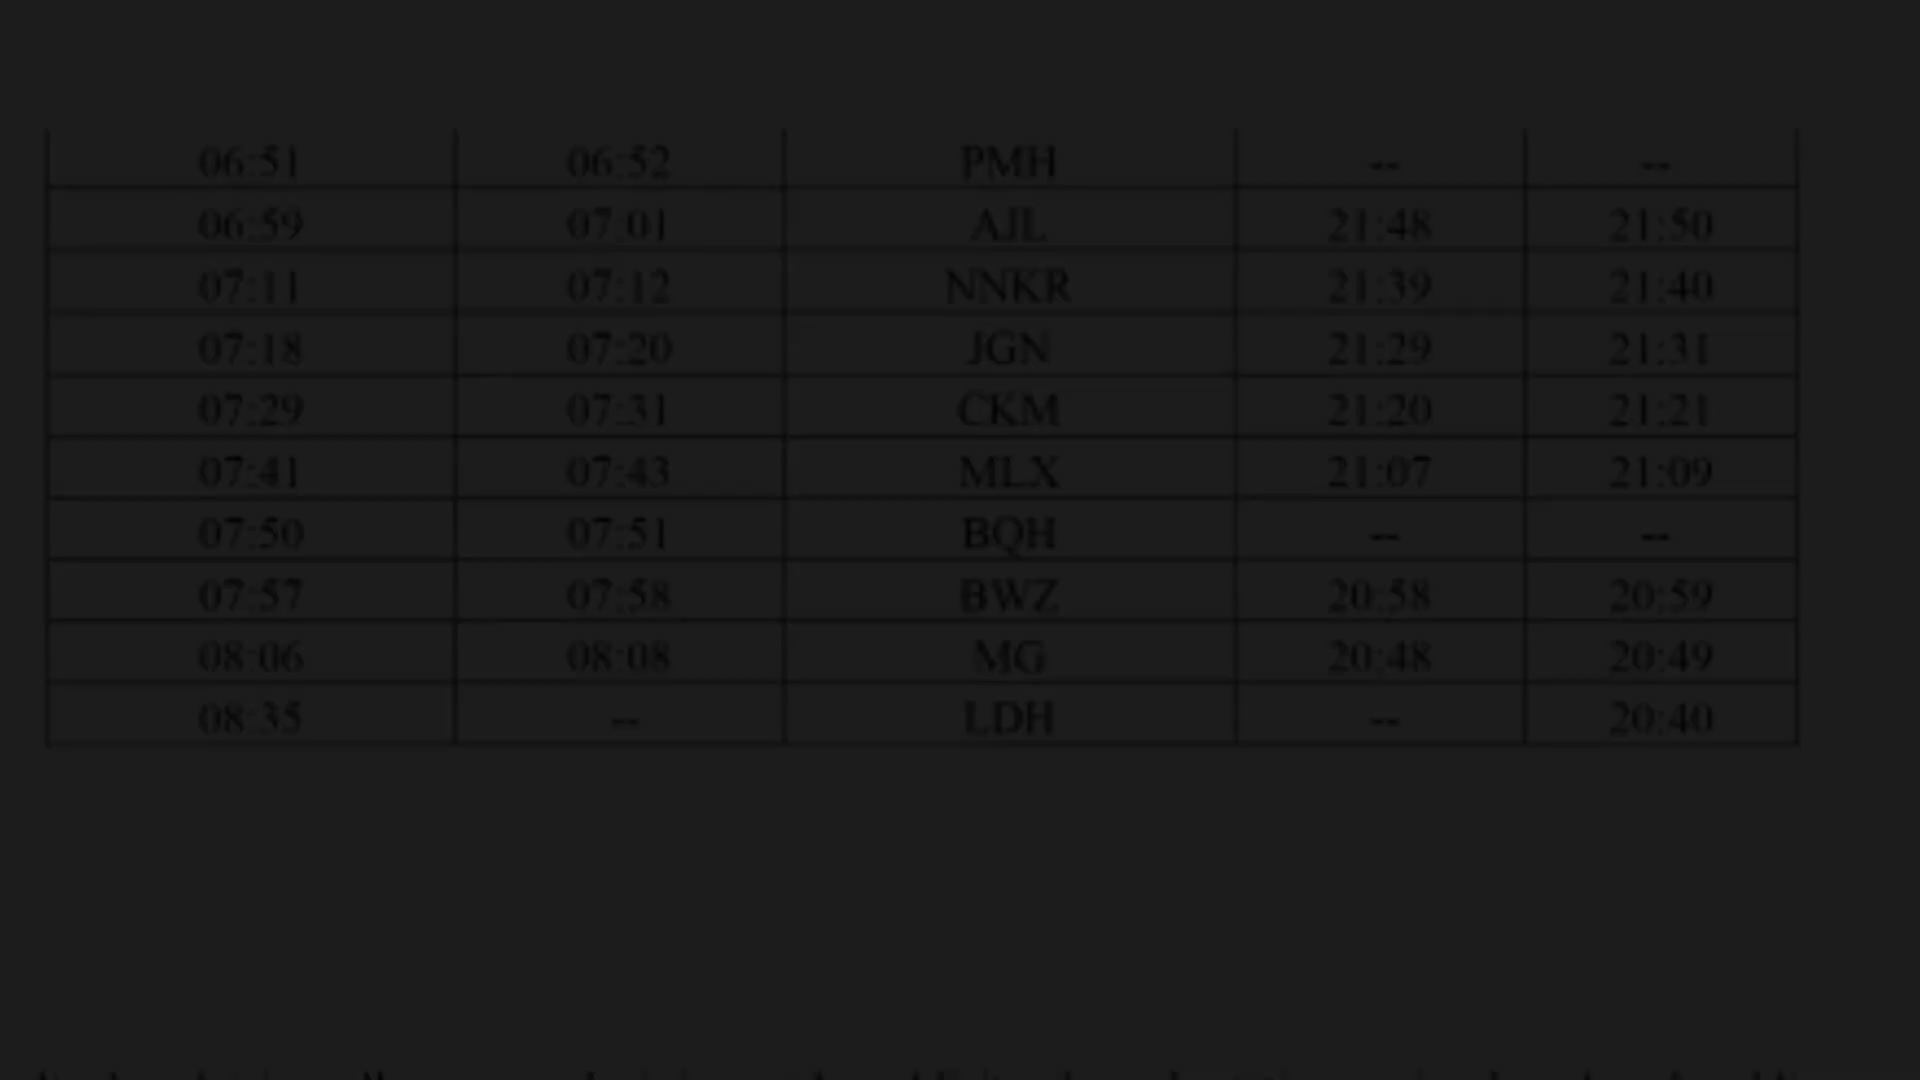 06:51 06:52 PMH -- --
06:59 07:01 AJL 21:48 21:50
07:11 07:12 NNKR 21:39 21:40
07:18 07:20 JGN 21:29 21:31
07:29 07:31 CKM 21:20 21:21
07:41 07:43 MLX 21:07 21:09
07:50 07:51 BQH -- --
07:57 07:58 BWZ 20:58 20:59
08:06 08:08 MG 20:48 20:49
08:35 -- LDH -- 20:40